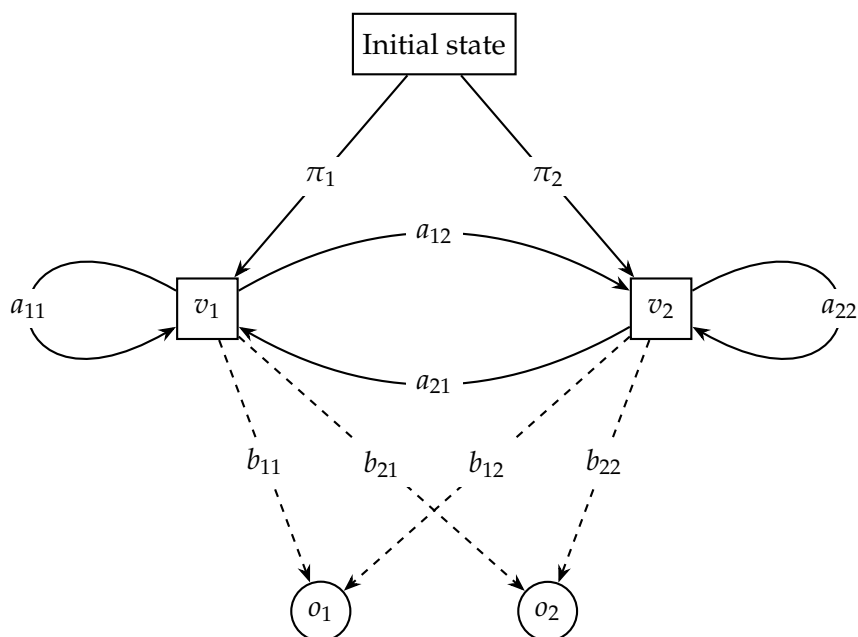 Initial state
π₁
π₂
a₁₂
a₁₁
v₁
v₂
a₂₂
a₂₁
b₁₁
b₂₁
b₁₂
b₂₂
o₁
o₂